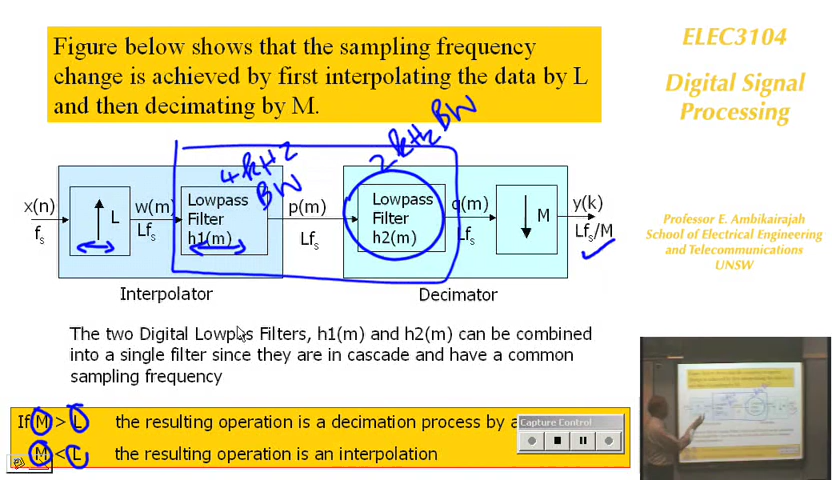 Figure below shows that the sampling frequency
change is achieved by first interpolating the data by L
and then decimating by M.
ELEC3104
Digital Signal
Processing
Professor E. Ambikairajah
School of Electrical Engineering
and Telecommunications
UNSW
4 kHz
BW
2 kHz BW
x(n)
fs
L
w(m)
Lfs
Lowpass
Filter
h1(m)
p(m)
Lfs
Lowpass
Filter
h2(m)
q(m)
Lfs
M
y(k)
Lfs/M
Interpolator
Decimator
The two Digital Lowpass Filters, h1(m) and h2(m) can be combined
into a single filter since they are in cascade and have a common
sampling frequency
If M > L the resulting operation is a decimation process by a
M < L the resulting operation is an interpolation
Capture Control